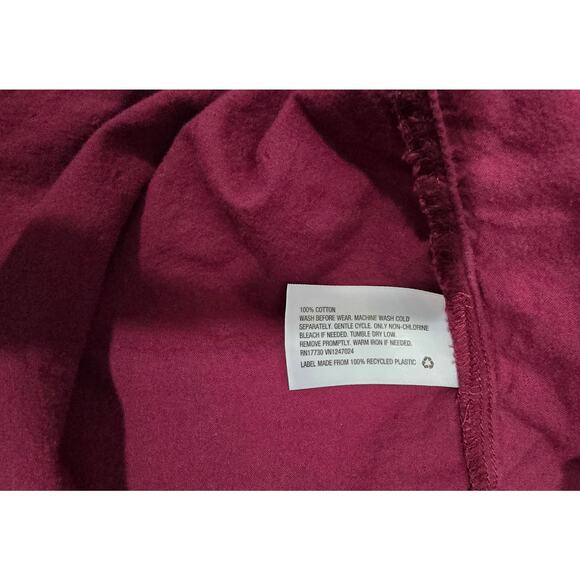 100% COTTON
WASH BEFORE WEAR. MACHINE WASH COLD
SEPARATELY. GENTLE CYCLE. ONLY NON-CHLORINE
BLEACH IF NEEDED. TUMBLE DRY LOW.
REMOVE PROMPTLY. WARM IRON IF NEEDED.
RN17730 VN1247024
LABEL MADE FROM 100% RECYCLED PLASTIC